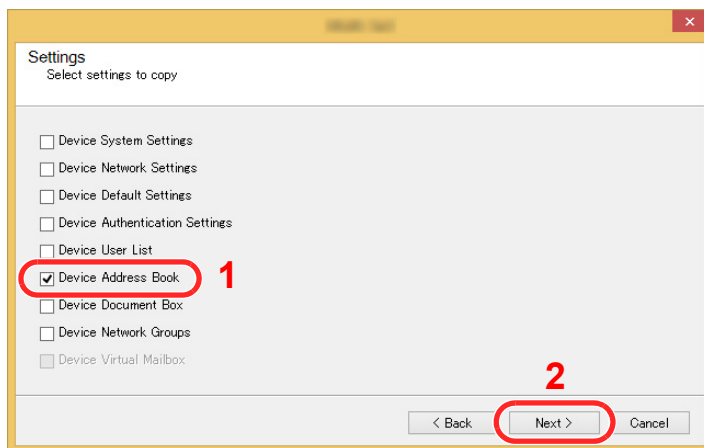 Settings
Select settings to copy
Device System Settings
Device Network Settings
Device Default Settings
Device Authentication Settings
Device User List
Device Address Book 1
Device Document Box
Device Network Groups
Device Virtual Mailbox
2
< Back Next > Cancel